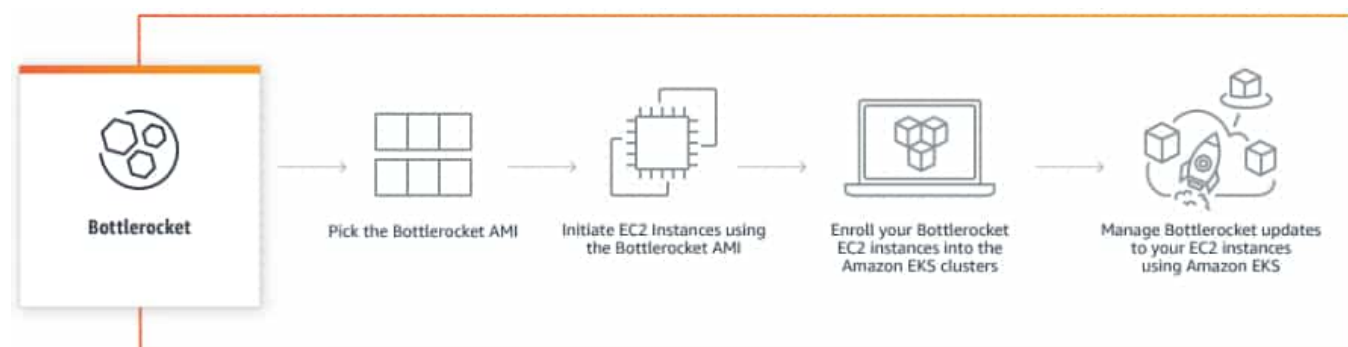 Bottlerocket
Pick the Bottlerocket AMI
Initiate EC2 Instances using
the Bottlerocket AMI
Enroll your Bottlerocket
EC2 instances into the
Amazon EKS clusters
Manage Bottlerocket updates
to your EC2 instances
using Amazon EKS